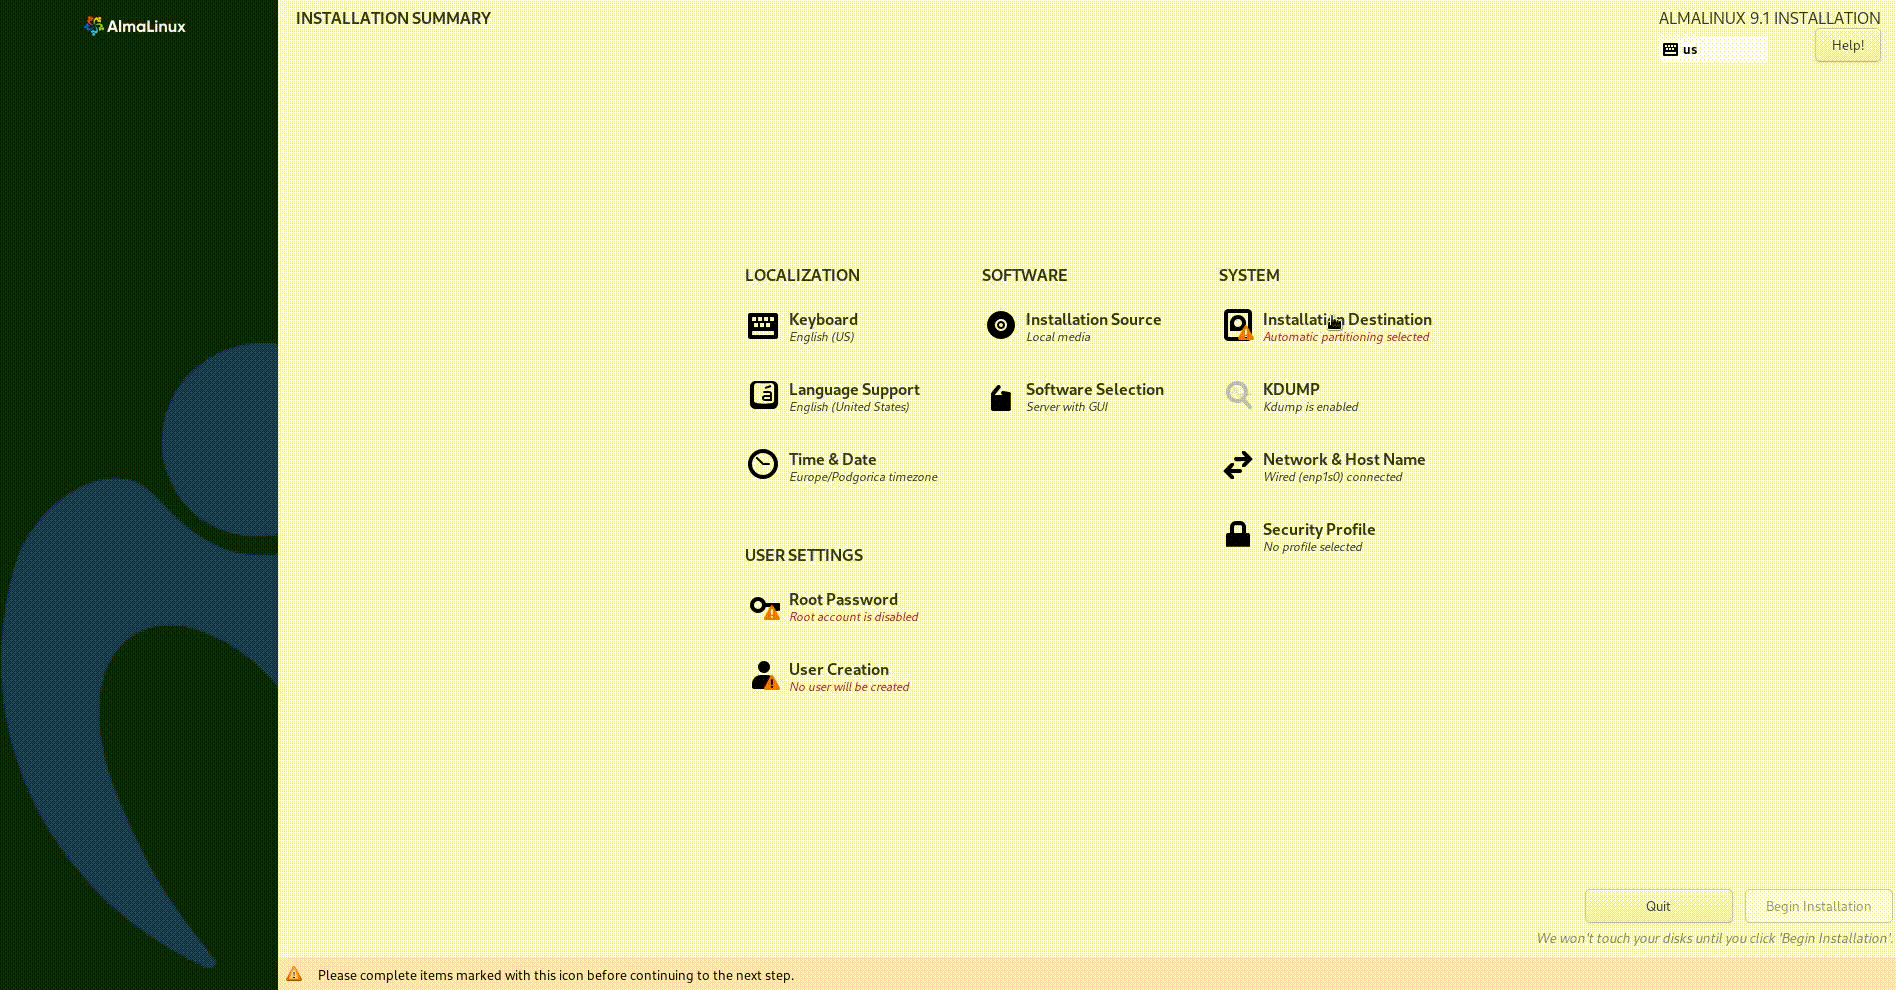 AlmaLinux
INSTALLATION SUMMARY
ALMALINUX 9.1 INSTALLATION
us
Help!
LOCALIZATION
Keyboard
English (US)
Language Support
English (United States)
Time & Date
Europe/Podgorica timezone
SOFTWARE
Installation Source
Local media
Software Selection
Server with GUI
SYSTEM
Installation Destination
Automatic partitioning selected
KDUMP
Kdump is enabled
Network & Host Name
Wired (enp1s0) connected
Security Profile
No profile selected
USER SETTINGS
Root Password
Root account is disabled
User Creation
No user will be created
Quit
Begin Installation
We won't touch your disks until you click 'Begin Installation'.
Please complete items marked with this icon before continuing to the next step.